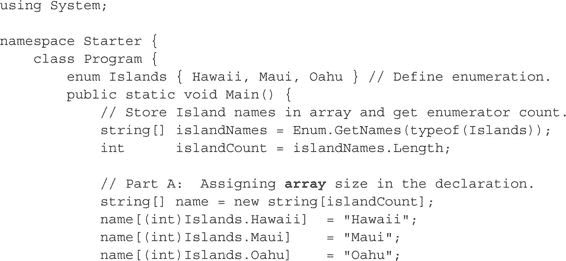 using System;
namespace Starter {
    class Program {
        enum Islands { Hawaii, Maui, Oahu } // Define enumeration.
        public static void Main() {
            // Store Island names in array and get enumerator count.
            string[] islandNames = Enum.GetNames(typeof(Islands));
            int      islandCount = islandNames.Length;
            // Part A:  Assigning array size in the declaration.
            string[] name = new string[islandCount];
            name[(int)Islands.Hawaii]   = "Hawaii";
            name[(int)Islands.Maui]     = "Maui";
            name[(int)Islands.Oahu]     = "Oahu";